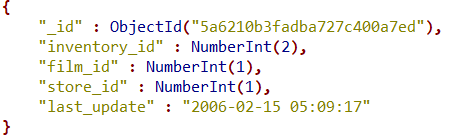 {
"_id" : ObjectId("5a6210b3fadba727c400a7ed"),
"inventory_id" : NumberInt(2),
"film_id" : NumberInt(1),
"store_id" : NumberInt(1),
"last_update" : "2006-02-15 05:09:17"
}